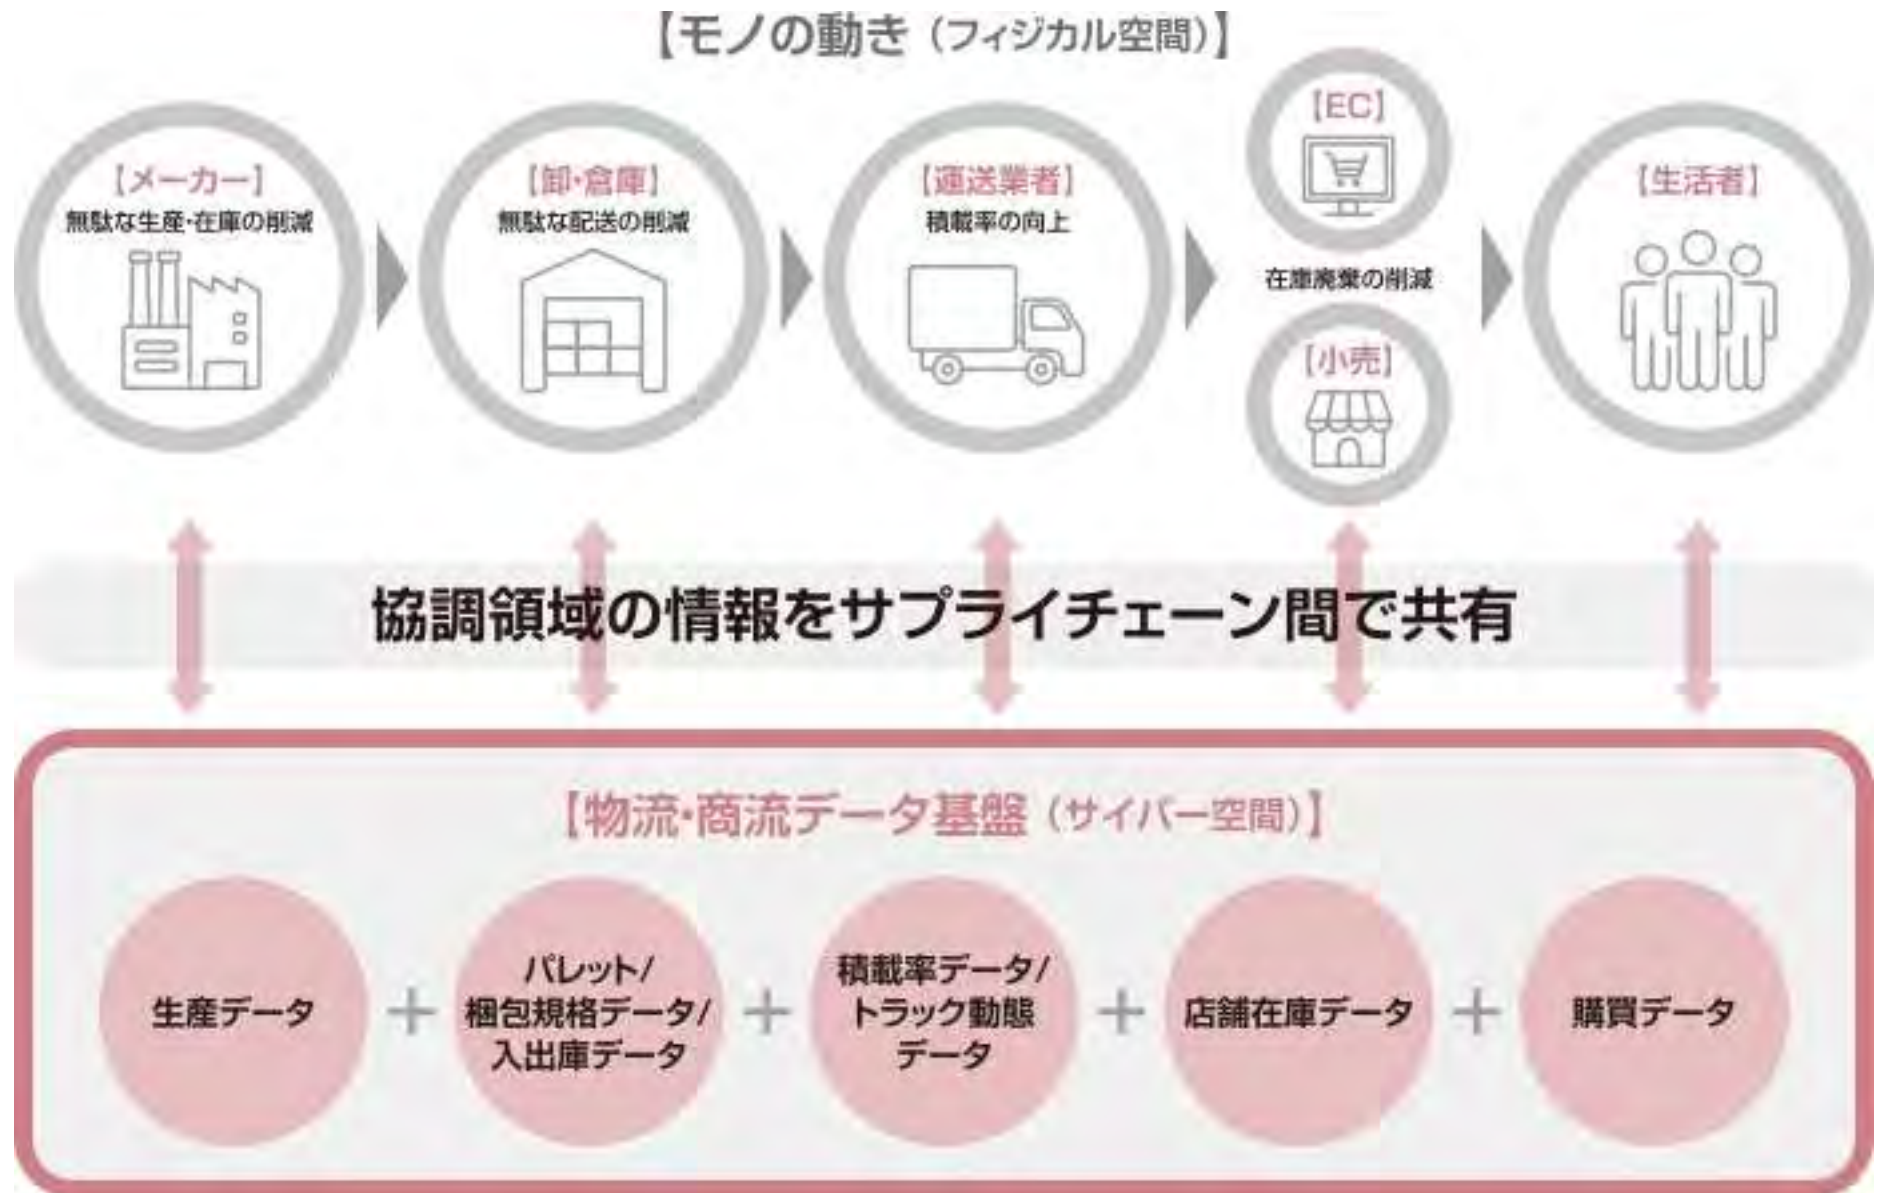 【モノの動き（フィジカル空間）】
【メーカー】
無駄な生産・在庫の削減
【卸・倉庫】
無駄な配送の削減
【運送業者】
積載率の向上
【EC】
在庫廃棄の削減
【小売】
【生活者】
協調領域の情報をサプライチェーン間で共有
【物流・商流データ基盤（サイバー空間）】
生産データ
+
パレット/
梱包規格データ/
入出庫データ
+
積載率データ/
トラック動態
データ
+
店舗在庫データ
+
購買データ